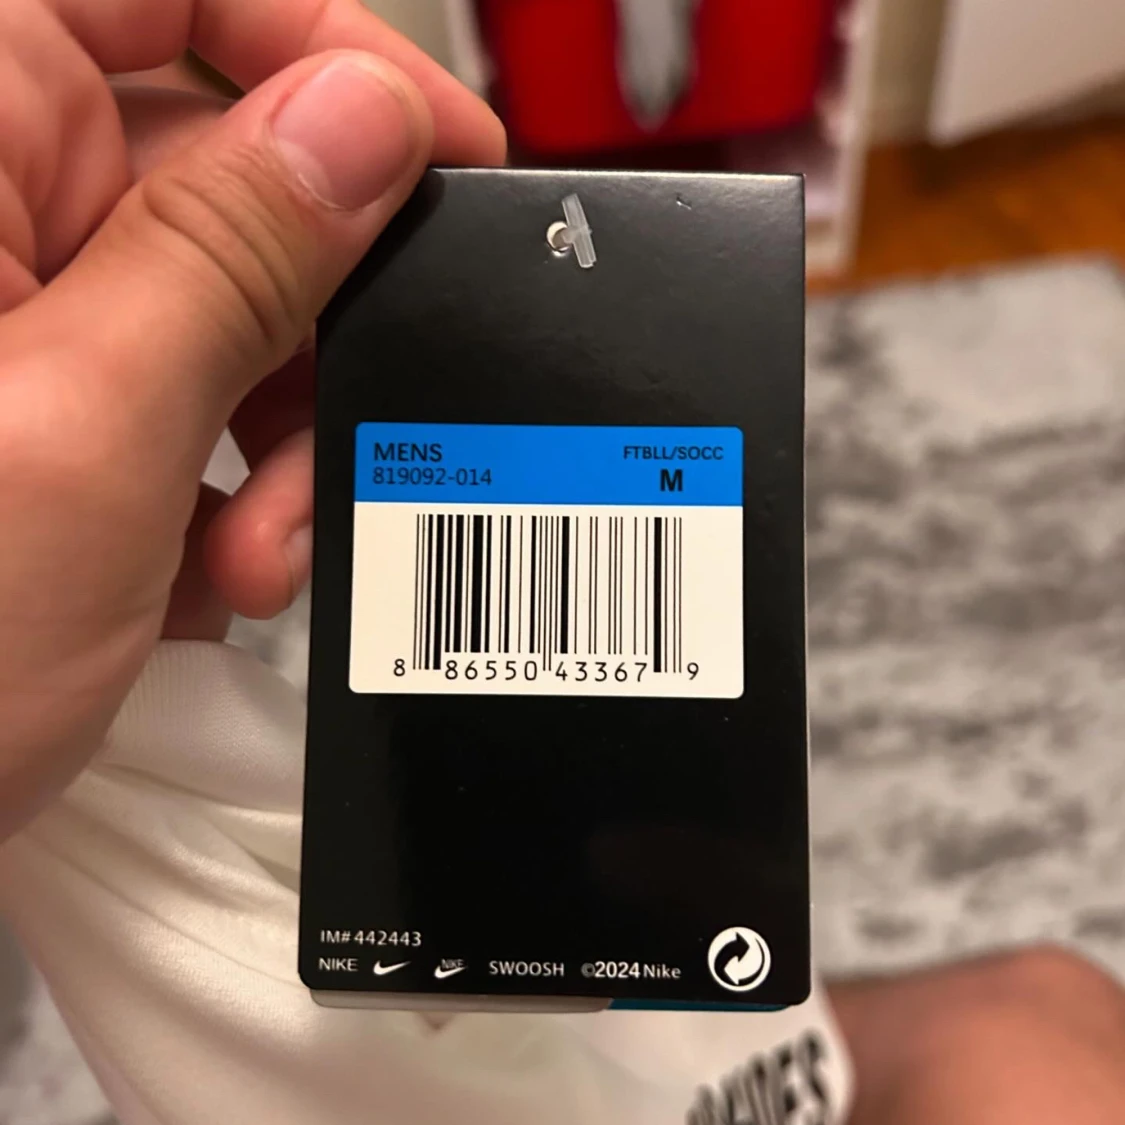 MENS
819092-014
FTBLL/SOCC
M
8 86550 43367 9
IM# 442443
NIKE NIKE SWOOSH ©2024 Nike